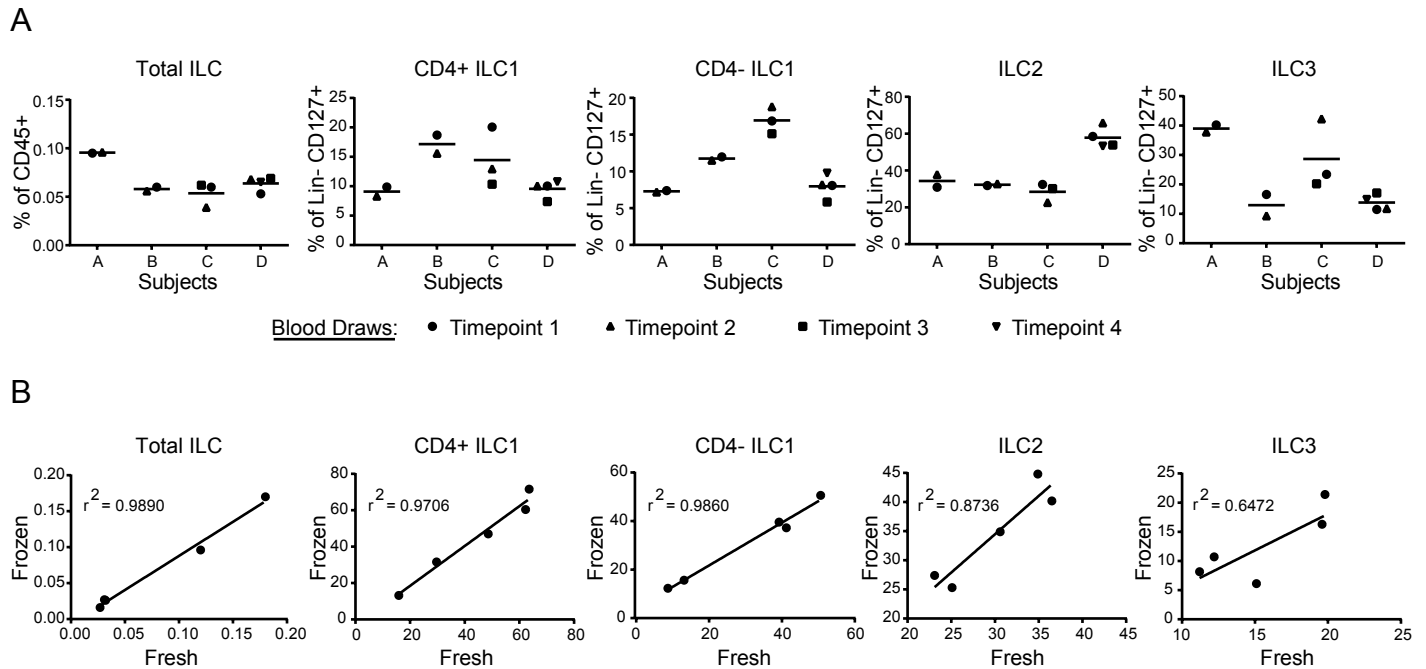 A
Total ILC
% of CD45+
0.15
0.10
0.05
0.00
A B C D
Subjects
CD4+ ILC1
% of Lin- CD127+
25
20
15
10
5
0
A B C D
Subjects
CD4- ILC1
% of Lin- CD127+
20
15
10
5
0
A B C D
Subjects
ILC2
% of Lin- CD127+
80
60
40
20
0
A B C D
Subjects
ILC3
% of Lin- CD127+
50
40
30
20
10
0
A B C D
Subjects
Blood Draws: Timepoint 1 Timepoint 2 Timepoint 3 Timepoint 4
B
Total ILC
r2 = 0.9890
Frozen
0.20
0.15
0.10
0.05
0.00
0.00 0.05 0.10 0.15 0.20
Fresh
CD4+ ILC1
r2 = 0.9706
Frozen
80
60
40
20
0
0 20 40 60 80
Fresh
CD4- ILC1
r2 = 0.9860
Frozen
60
40
20
0
0 20 40 60
Fresh
ILC2
r2 = 0.8736
Frozen
45
40
35
30
25
20
20 25 30 35 40 45
Fresh
ILC3
r2 = 0.6472
Frozen
25
20
15
10
5
0
10 15 20 25
Fresh